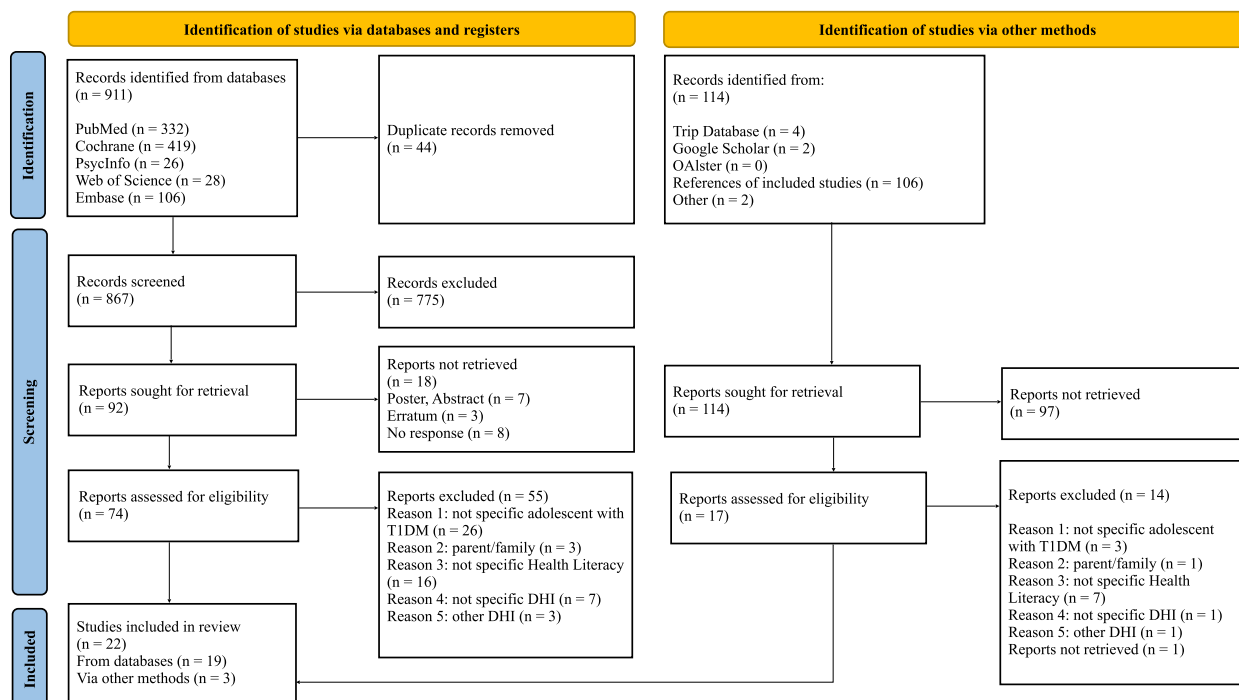 Identification of studies via databases and registers
Identification of studies via other methods
Identification
Records identified from databases
(n = 911)
PubMed (n = 332)
Cochrane (n = 419)
PsycInfo (n = 26)
Web of Science (n = 28)
Embase (n = 106)
Duplicate records removed
(n = 44)
Records identified from:
(n = 114)
Trip Database (n = 4)
Google Scholar (n = 2)
OAlster (n = 0)
References of included studies (n = 106)
Other (n = 2)
Screening
Records screened
(n = 867)
Records excluded
(n = 775)
Reports sought for retrieval
(n = 92)
Reports not retrieved
(n = 18)
Poster, Abstract (n = 7)
Erratum (n = 3)
No response (n = 8)
Reports sought for retrieval
(n = 114)
Reports not retrieved
(n = 97)
Reports assessed for eligibility
(n = 74)
Reports excluded (n = 55)
Reason 1: not specific adolescent with
T1DM (n = 26)
Reason 2: parent/family (n = 3)
Reason 3: not specific Health Literacy
(n = 16)
Reason 4: not specific DHI (n = 7)
Reason 5: other DHI (n = 3)
Reports assessed for eligibility
(n = 17)
Reports excluded (n = 14)
Reason 1: not specific adolescent
with T1DM (n = 3)
Reason 2: parent/family (n = 1)
Reason 3: not specific Health
Literacy (n = 7)
Reason 4: not specific DHI (n = 1)
Reason 5: other DHI (n = 1)
Reports not retrieved (n = 1)
Included
Studies included in review
(n = 22)
From databases (n = 19)
Via other methods (n = 3)